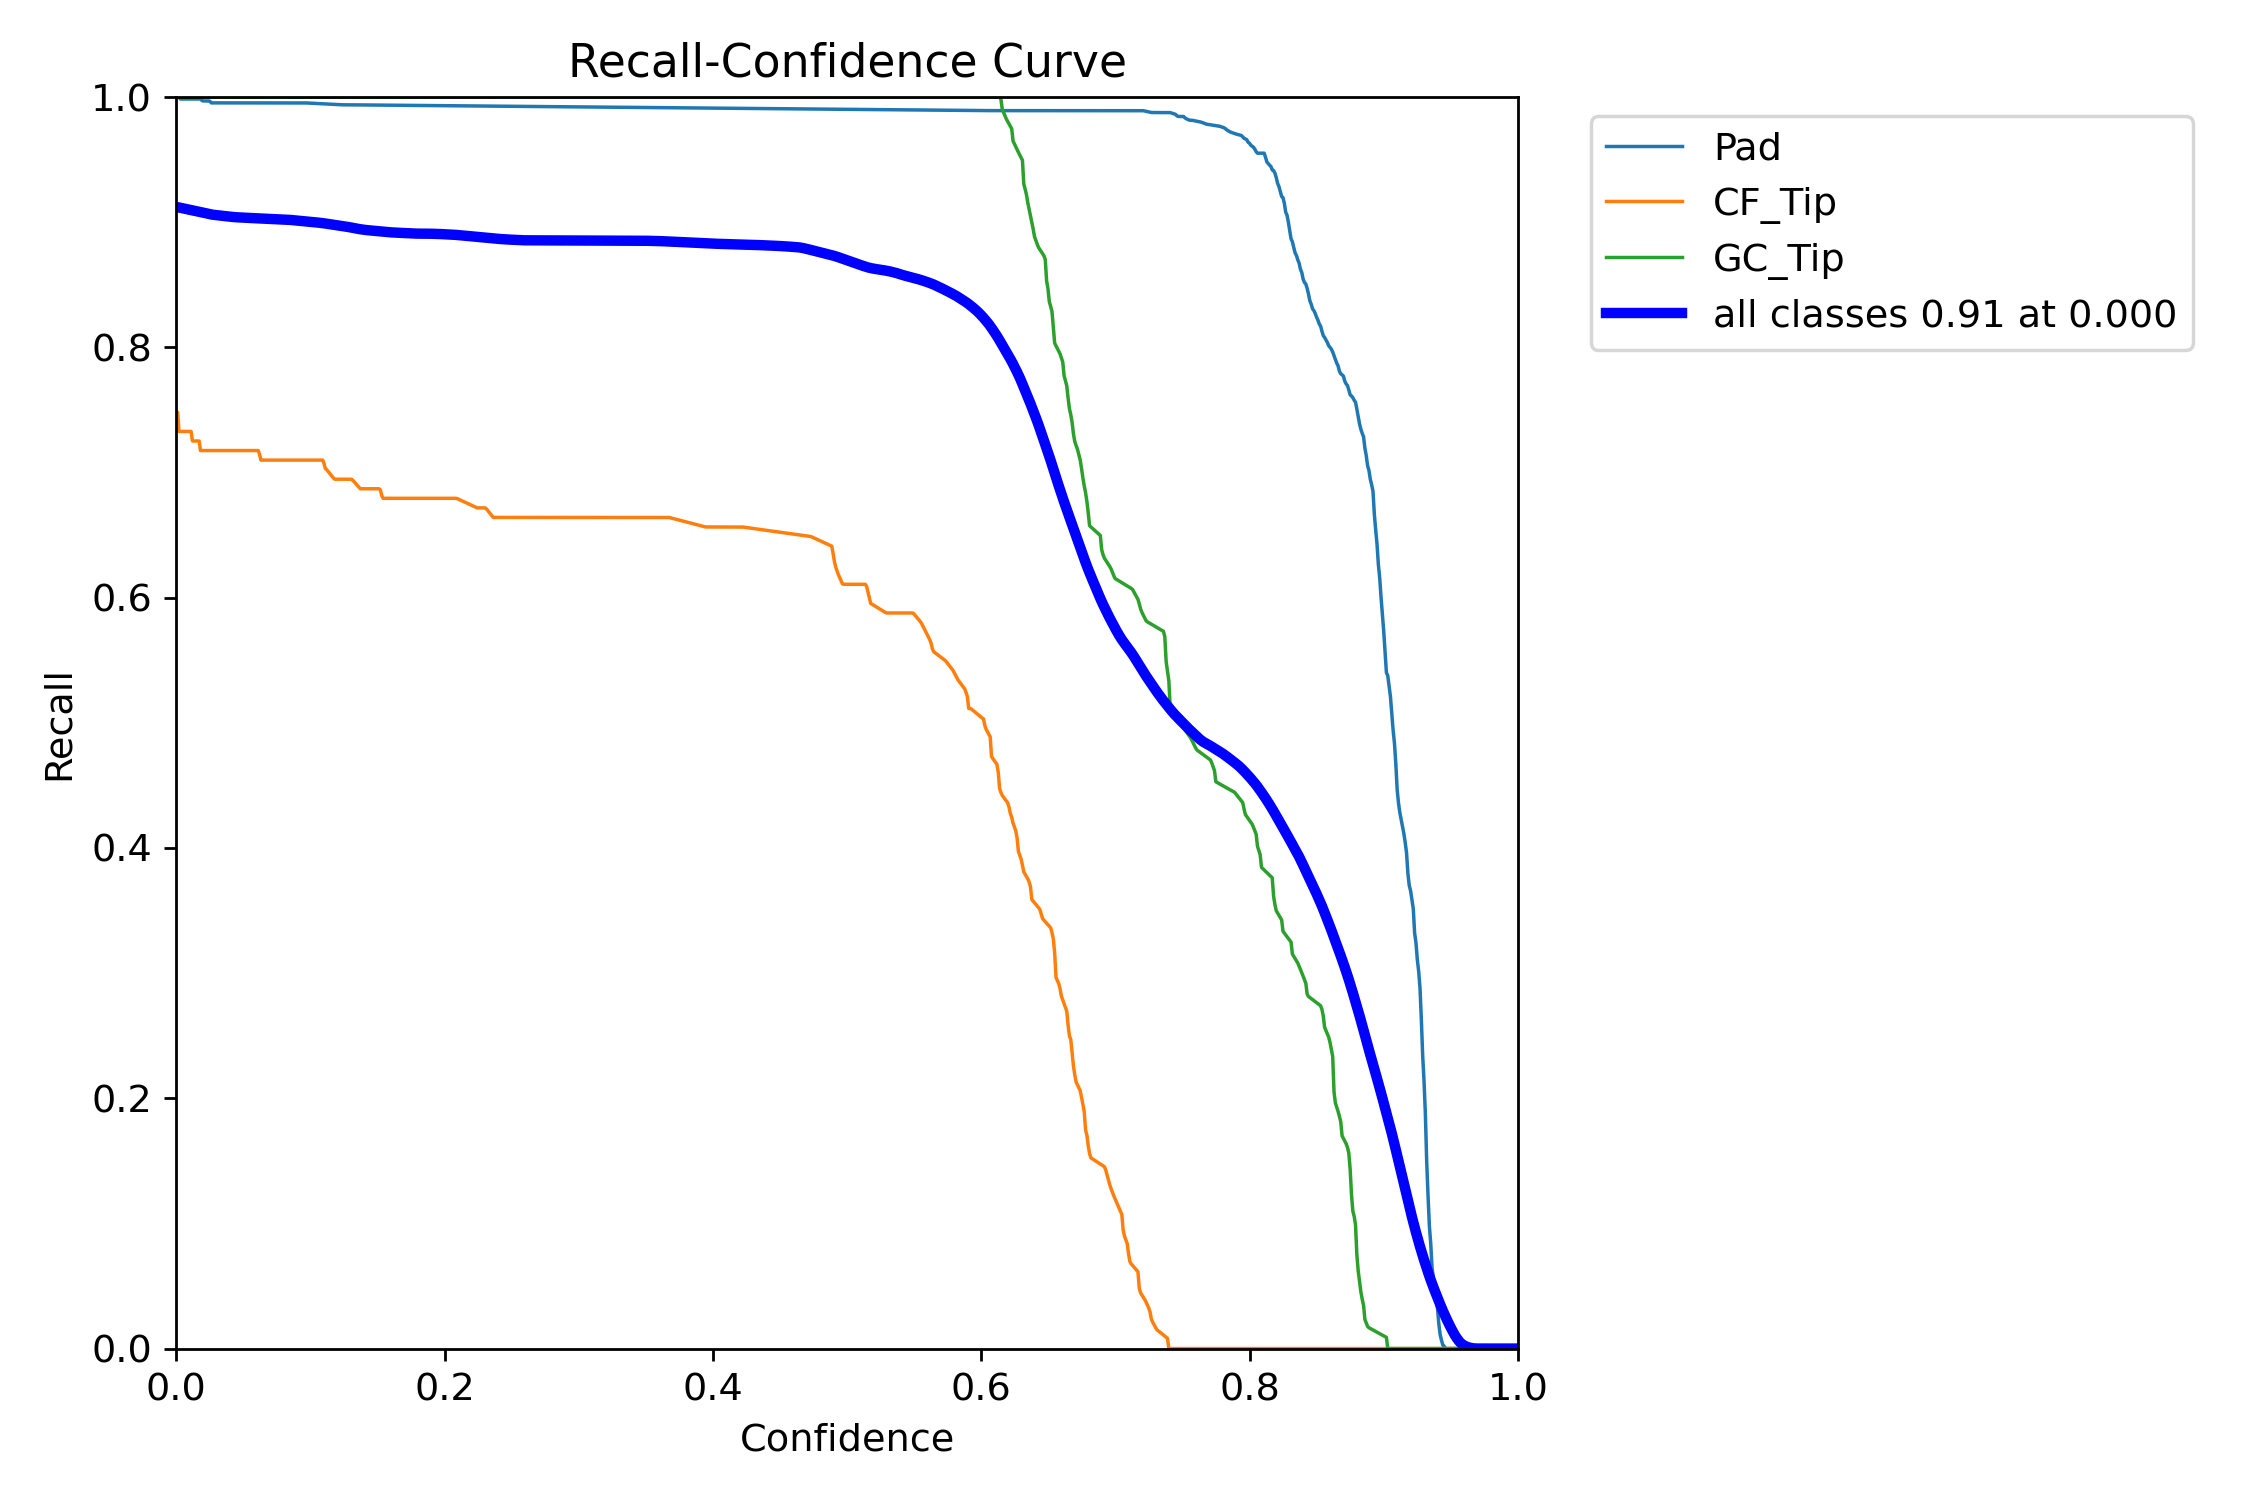 Recall-Confidence Curve
1.0
0.8
0.6
0.4
0.2
0.0
Recall
0.0 0.2 0.4 0.6 0.8 1.0
Confidence
Pad
CF_Tip
GC_Tip
all classes 0.91 at 0.000